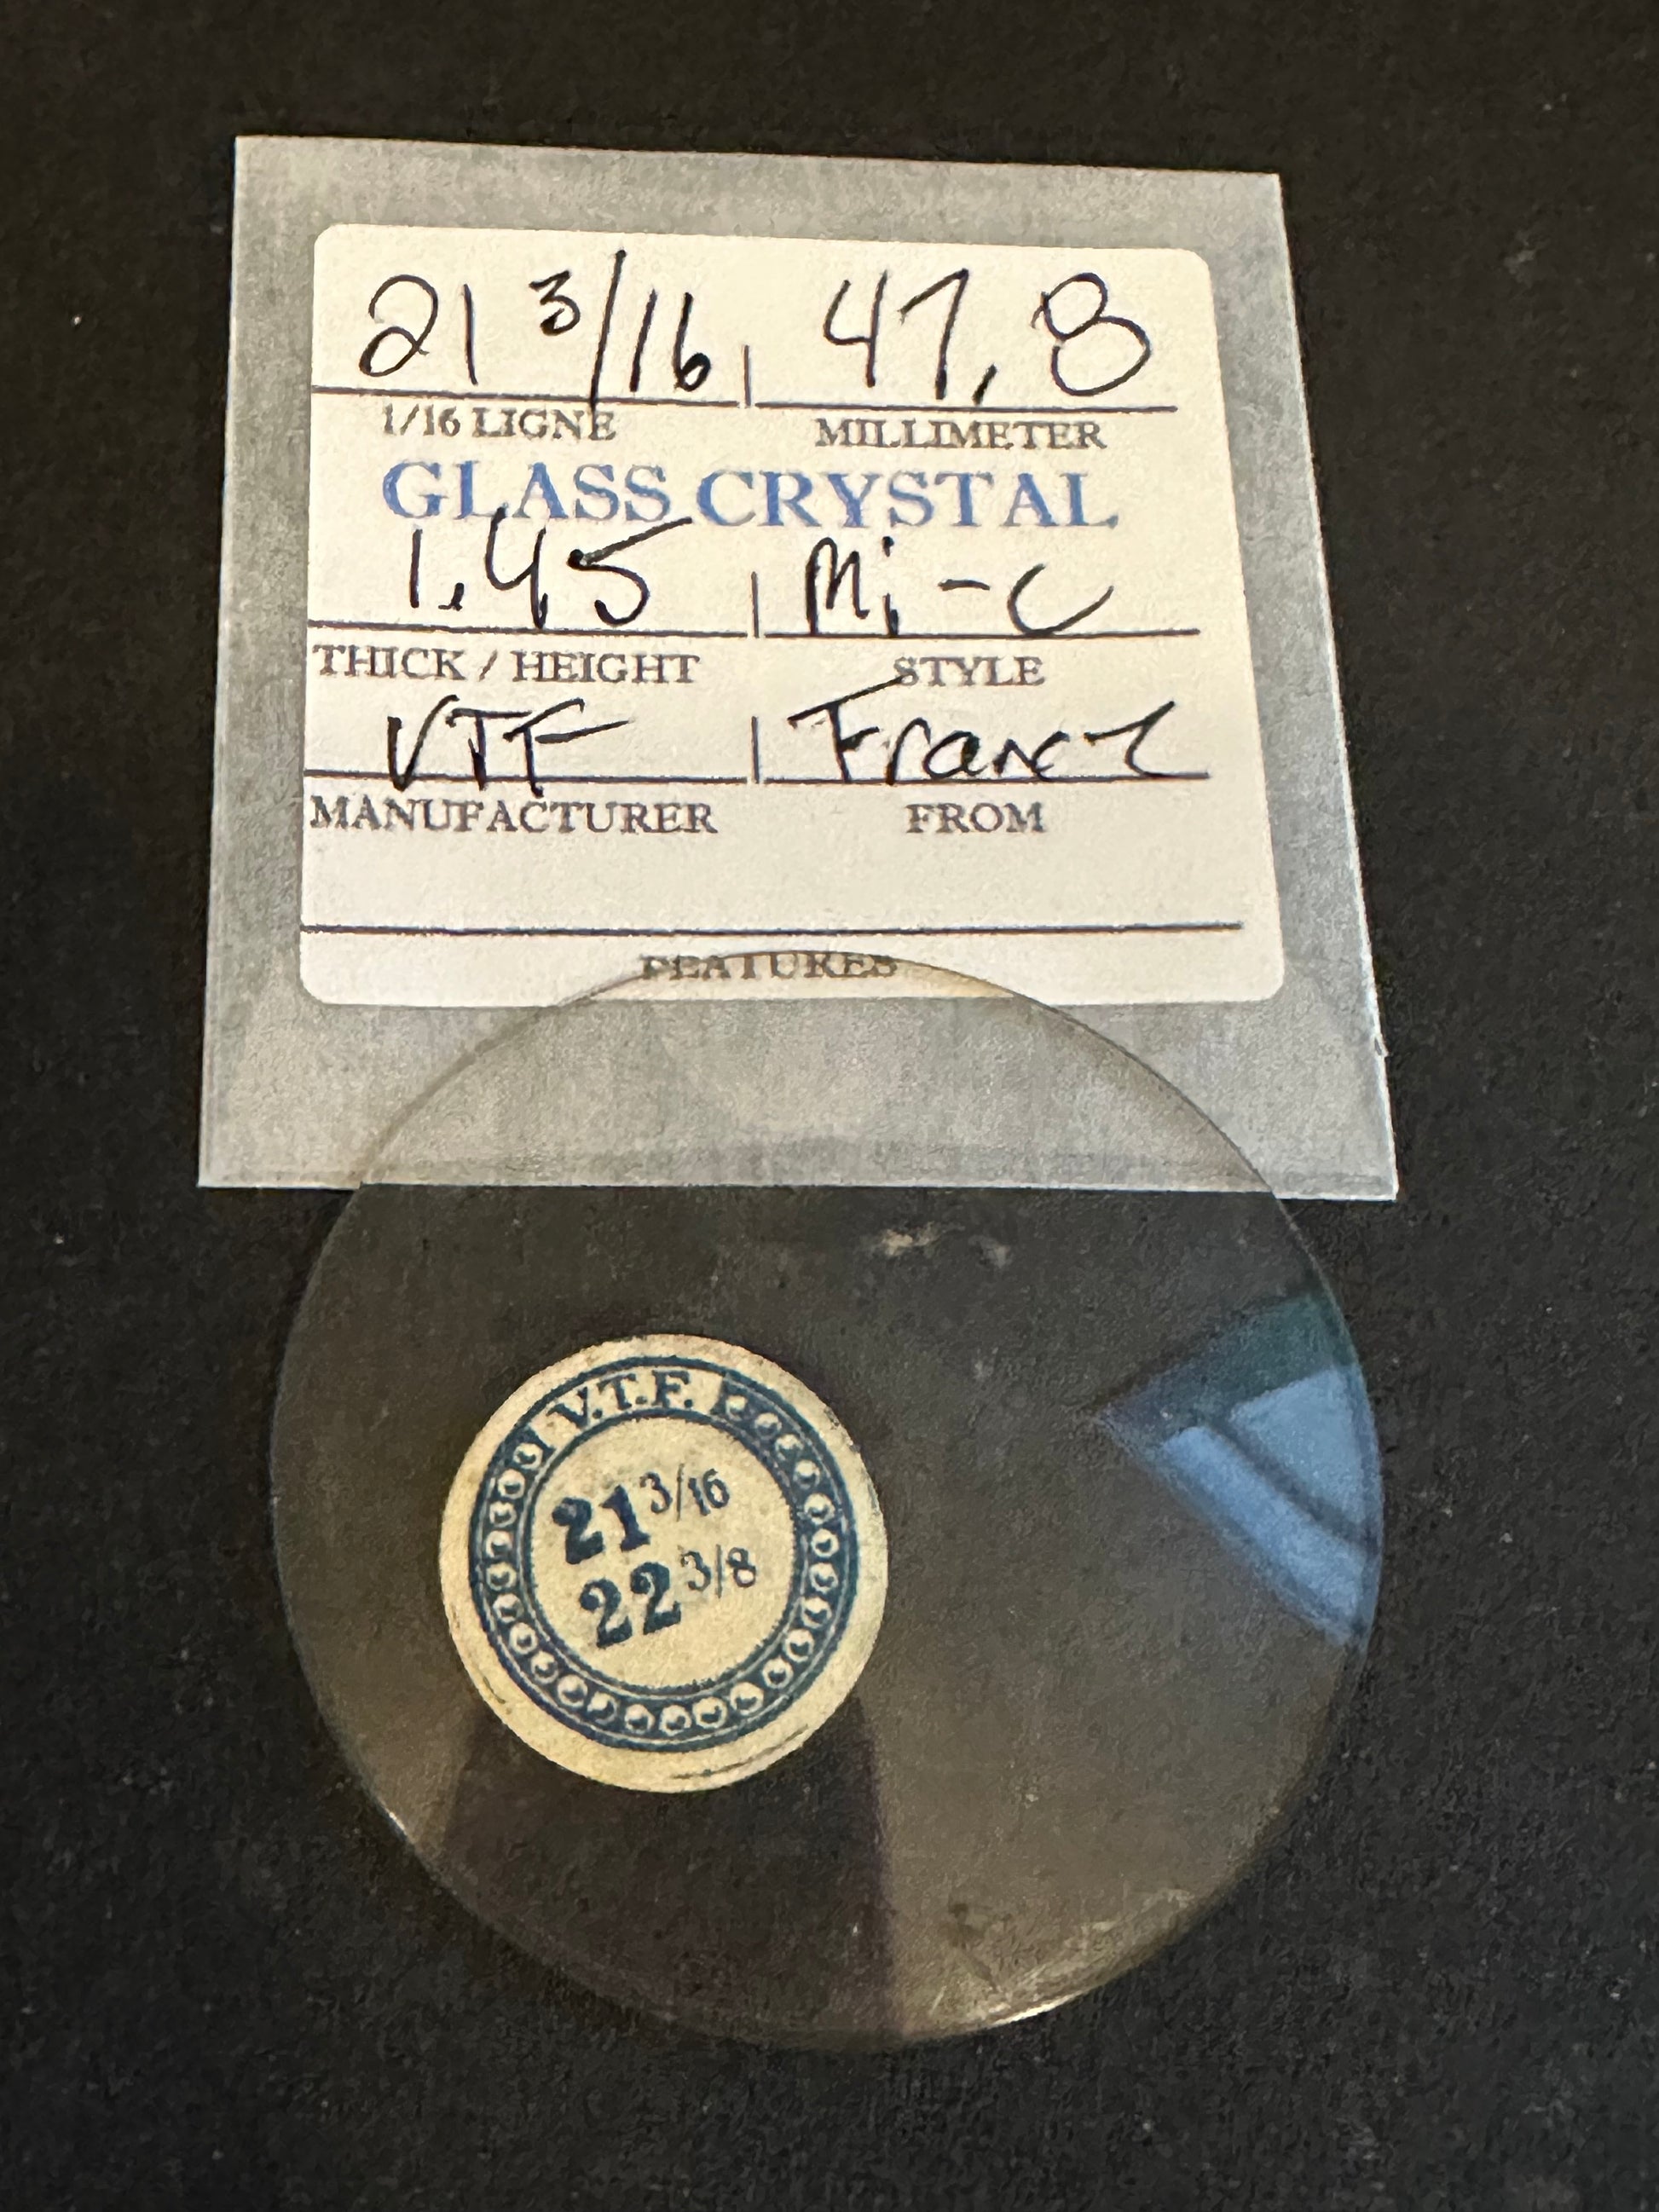 21 3/16 47.8
1/16 LIGNE MILLIMETER
GLASS CRYSTAL
1.45 Mi-C
THICK / HEIGHT STYLE
VTF France
MANUFACTURER FROM
FEATURES
V.T.F.
21 3/16
22 3/8